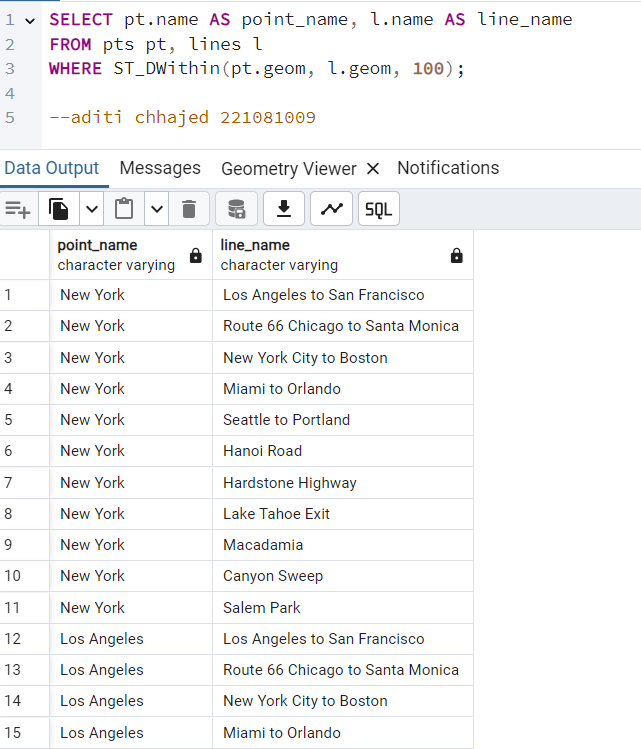 1 SELECT pt.name AS point_name, l.name AS line_name
2 FROM pts pt, lines l
3 WHERE ST_DWithin(pt.geom, l.geom, 100);
4
5 --aditi chhajed 221081009
Data Output Messages Geometry Viewer Notifications
SQL
point_name line_name
character varying character varying
1 New York Los Angeles to San Francisco
2 New York Route 66 Chicago to Santa Monica
3 New York New York City to Boston
4 New York Miami to Orlando
5 New York Seattle to Portland
6 New York Hanoi Road
7 New York Hardstone Highway
8 New York Lake Tahoe Exit
9 New York Macadamia
10 New York Canyon Sweep
11 New York Salem Park
12 Los Angeles Los Angeles to San Francisco
13 Los Angeles Route 66 Chicago to Santa Monica
14 Los Angeles New York City to Boston
15 Los Angeles Miami to Orlando